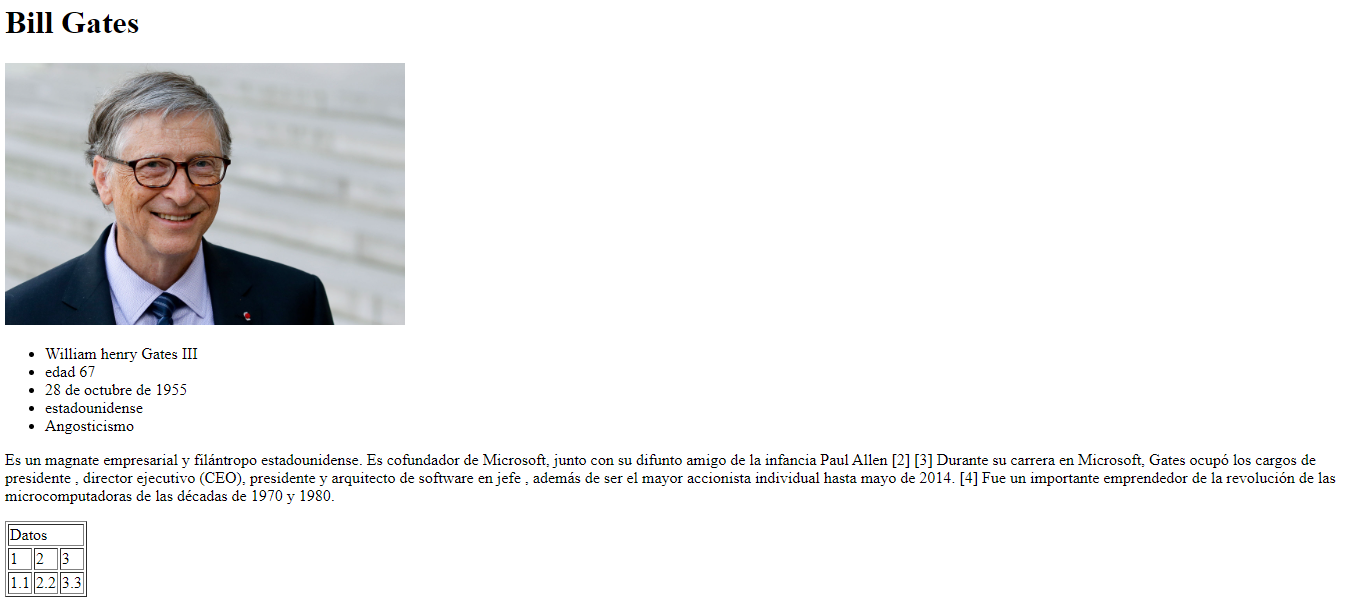 Bill Gates
William henry Gates III
edad 67
28 de octubre de 1955
estadounidense
Angosticismo
Es un magnate empresarial y filántropo estadounidense. Es cofundador de Microsoft, junto con su difunto amigo de la infancia Paul Allen [2] [3] Durante su carrera en Microsoft, Gates ocupó los cargos de
presidente , director ejecutivo (CEO), presidente y arquitecto de software en jefe , además de ser el mayor accionista individual hasta mayo de 2014. [4] Fue un importante emprendedor de la revolución de las
microcomputadoras de las décadas de 1970 y 1980.
Datos
1 2 3
1.1 2.2 3.3